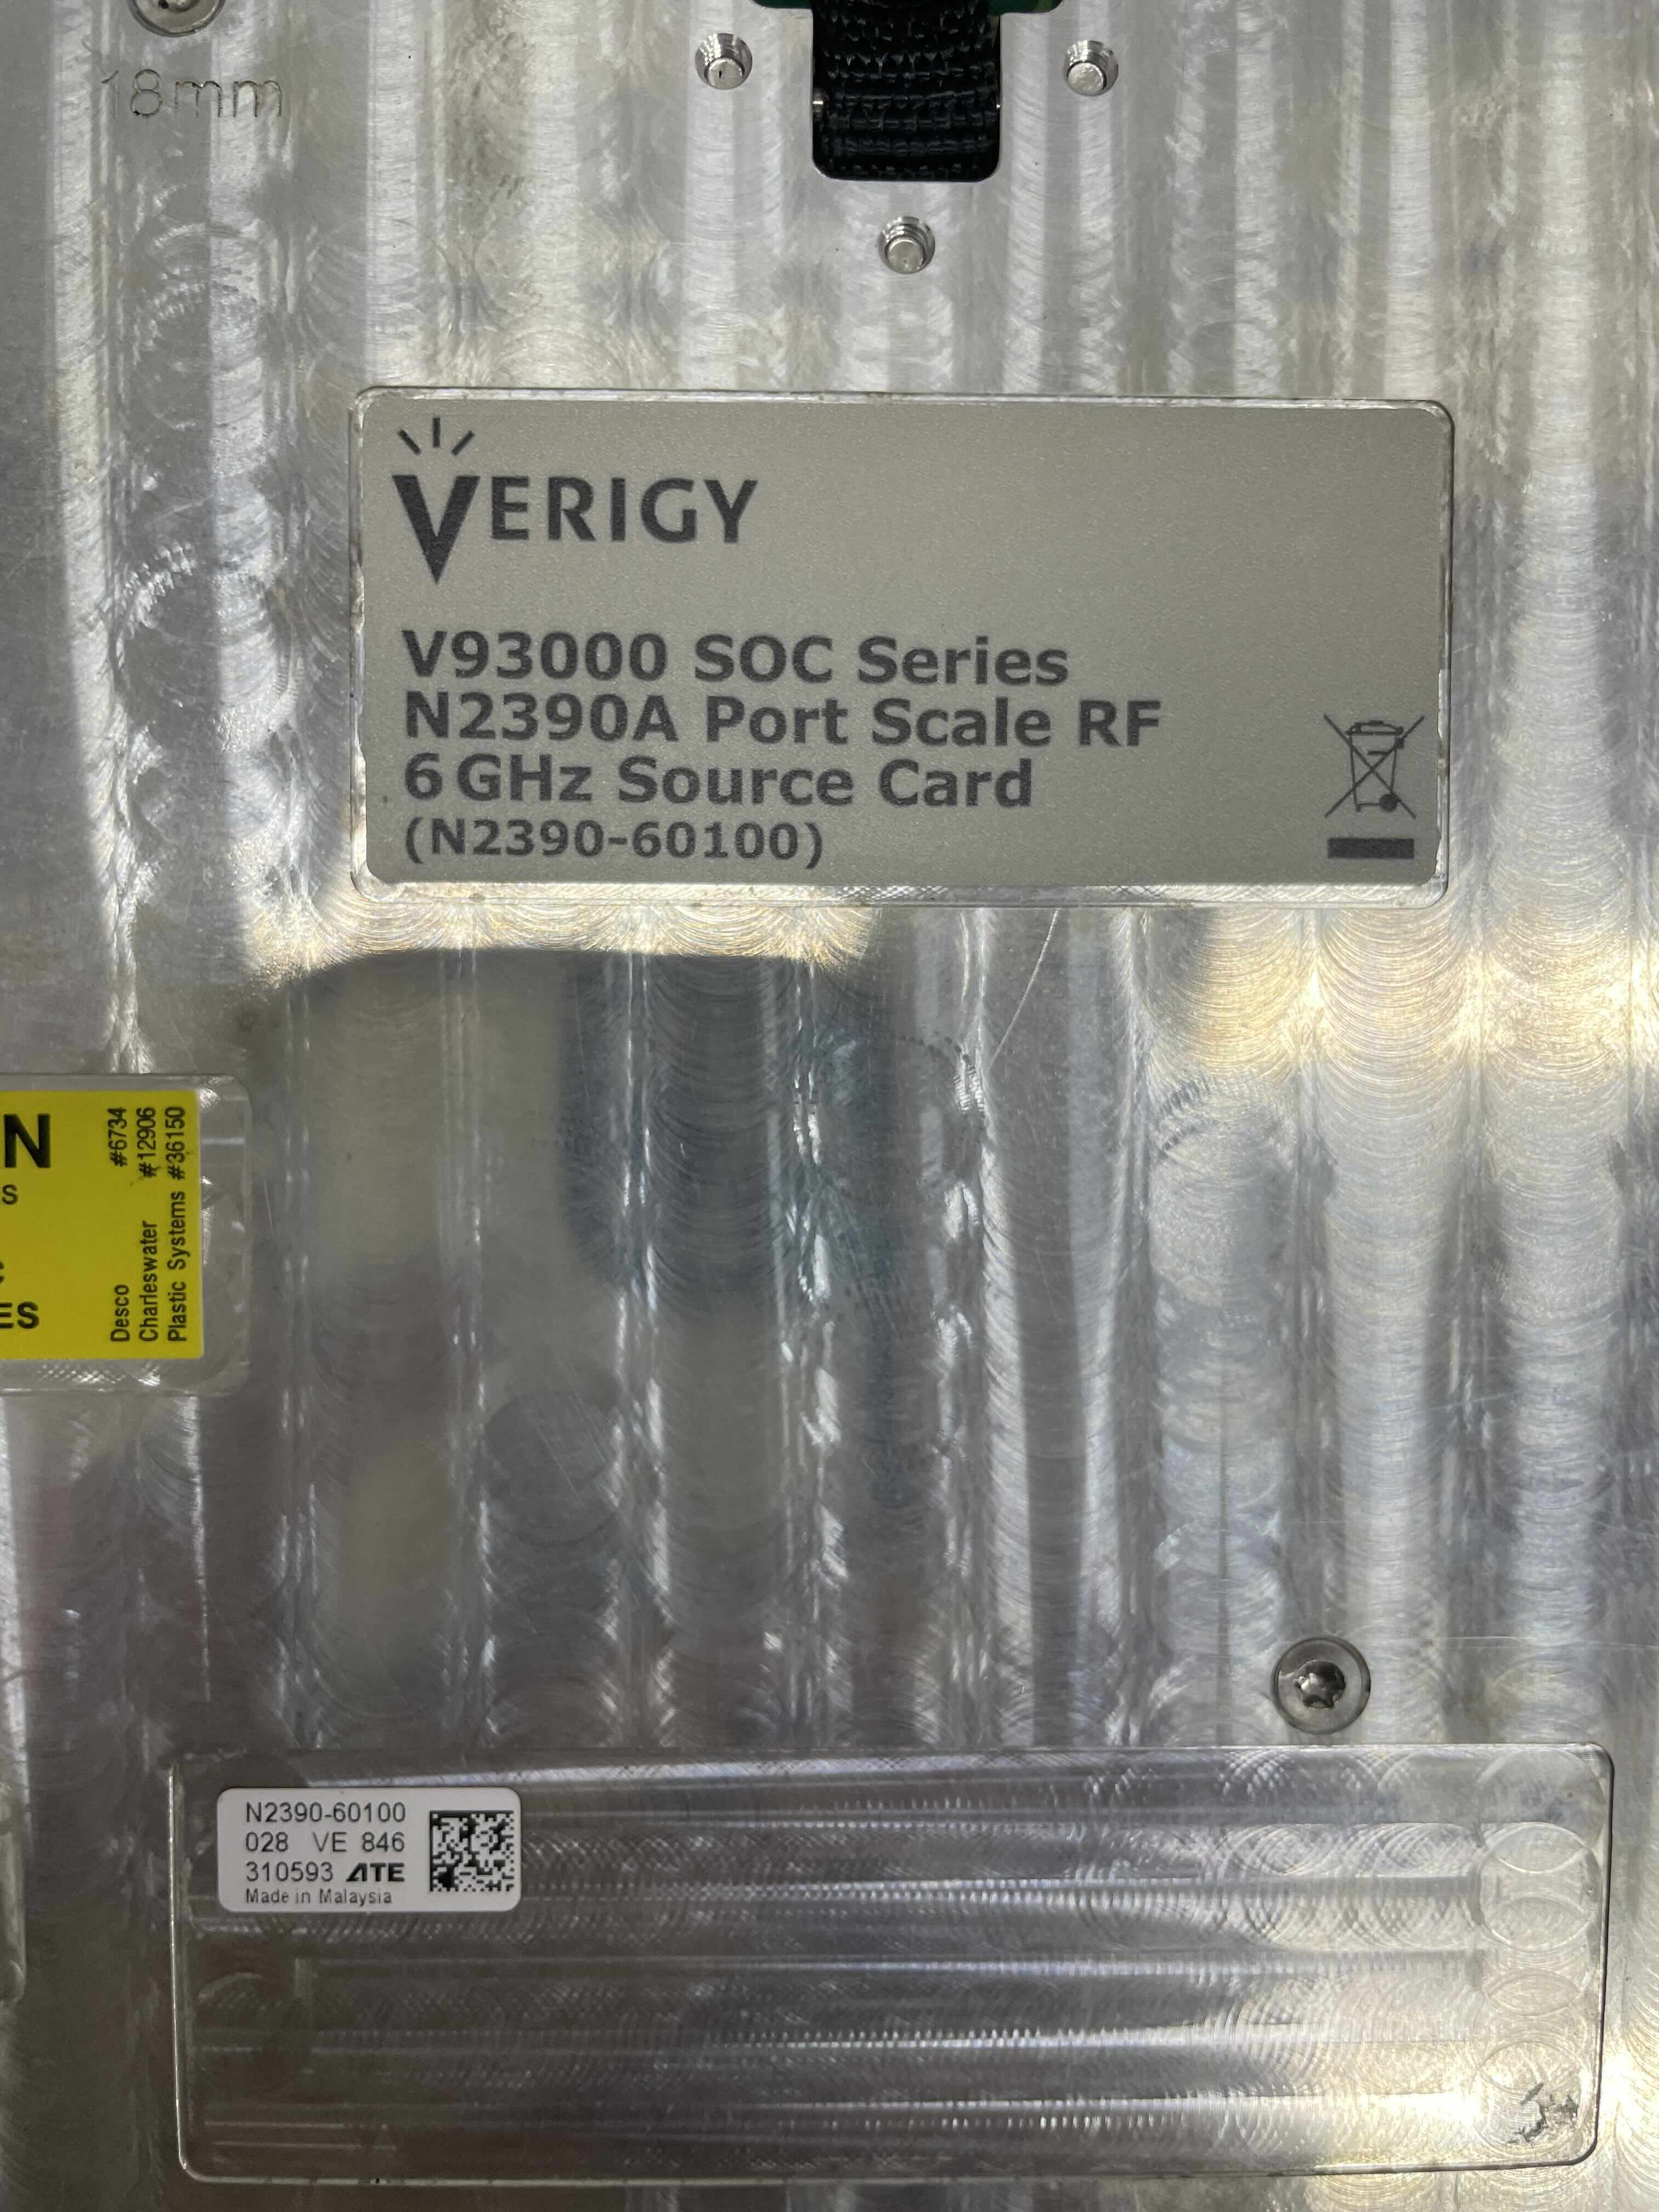 18mm
VERIGY
V93000 SOC Series
N2390A Port Scale RF
6 GHz Source Card
(N2390-60100)
N
S
ES
Desco #6734
Charleswater #12906
Plastic Systems #36150
N2390-60100
028 VE 846
310593 ATE
Made in Malaysia